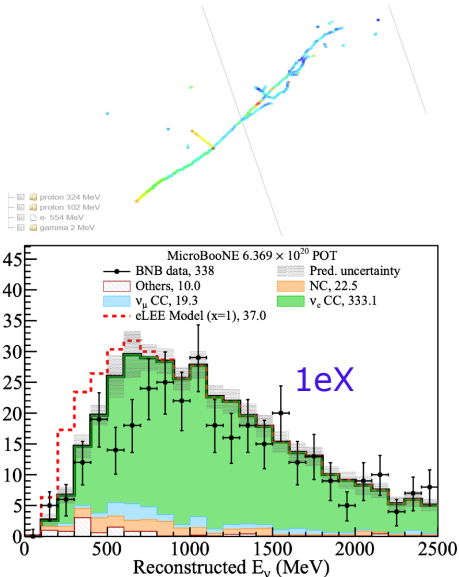 proton 324 MeV
proton 102 MeV
e- 554 MeV
gamma 2 MeV
MicroBooNE 6.369 × 10²⁰ POT
BNB data, 338
Pred. uncertainty
Others, 10.0
NC, 22.5
νμ CC, 19.3
νe CC, 333.1
eLEE Model (x=1), 37.0
1eX
45
40
35
30
25
20
15
10
5
0
0 500 1000 1500 2000 2500
Reconstructed Eν (MeV)